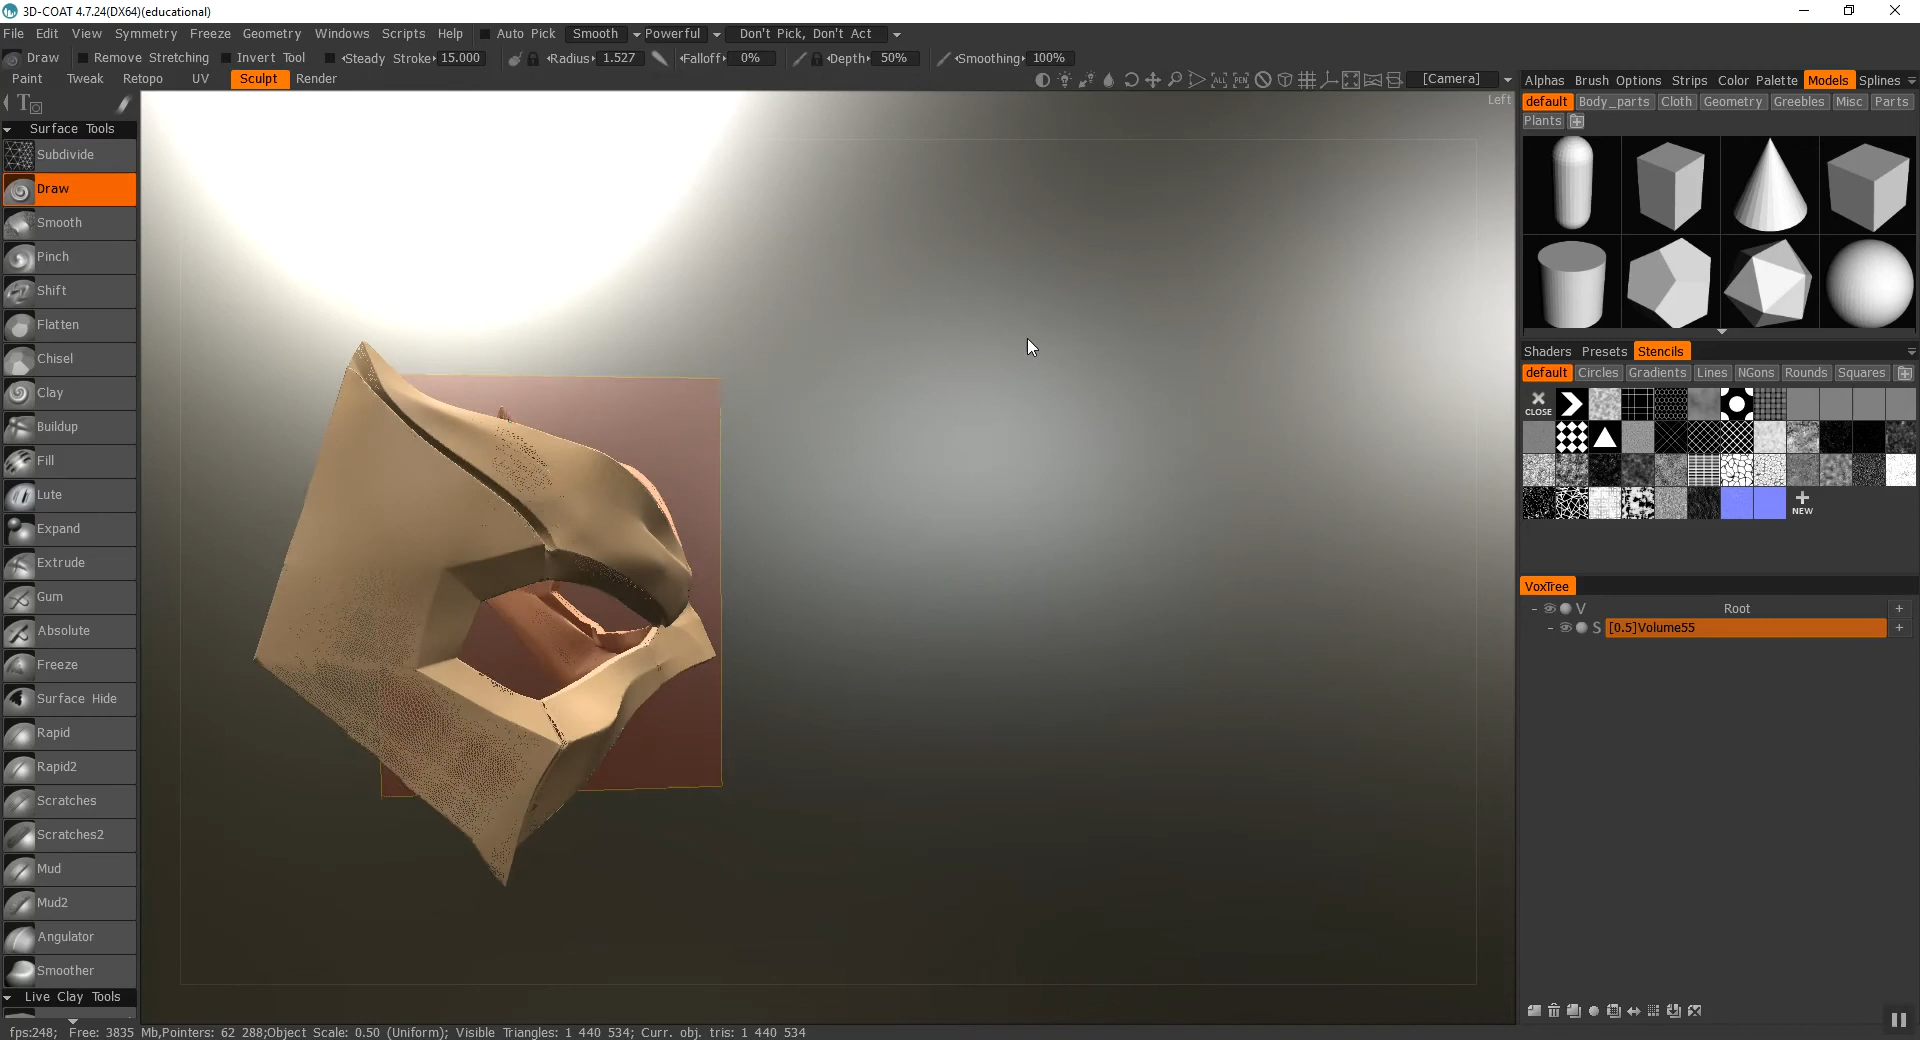 3D-COAT 4.7.24(DX64)(educational)
File Edit View Symmetry Freeze Geometry Windows Scripts Help Auto Pick Smooth Powerful Don't Pick, Don't Act
Draw Remove Stretching Invert Tool Steady Stroke 15.000 Radius 1.527 Falloff 0% Depth 50% Smoothing 100%
Paint Tweak Retopo UV Sculpt Render ALL PEN [Camera]
Alphas Brush Options Strips Color Palette Models Splines
default Body_parts Cloth Geometry Greebles Misc Parts
Plants
Left
Surface Tools
Subdivide
Draw
Smooth
Pinch
Shift
Flatten
Chisel
Clay
Buildup
Fill
Lute
Expand
Extrude
Gum
Absolute
Freeze
Surface Hide
Rapid
Rapid2
Scratches
Scratches2
Mud
Mud2
Angulator
Smoother
Live Clay Tools
Shaders Presets Stencils
default Circles Gradients Lines NGons Rounds Squares
CLOSE
NEW
VoxTree
V Root +
S [0.5]Volume55 +
fps:248; Free: 3835 Mb,Pointers: 62 288;Object Scale: 0.50 (Uniform); Visible Triangles: 1 440 534; Curr. obj. tris: 1 440 534